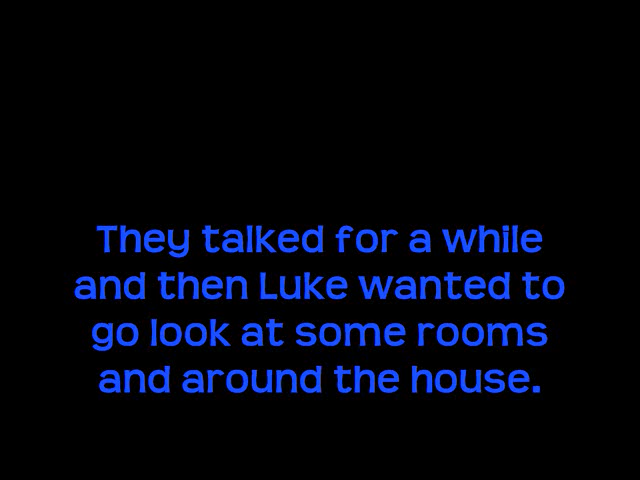 They talked for a while
and then Luke wanted to
go look at some rooms
and around the house.